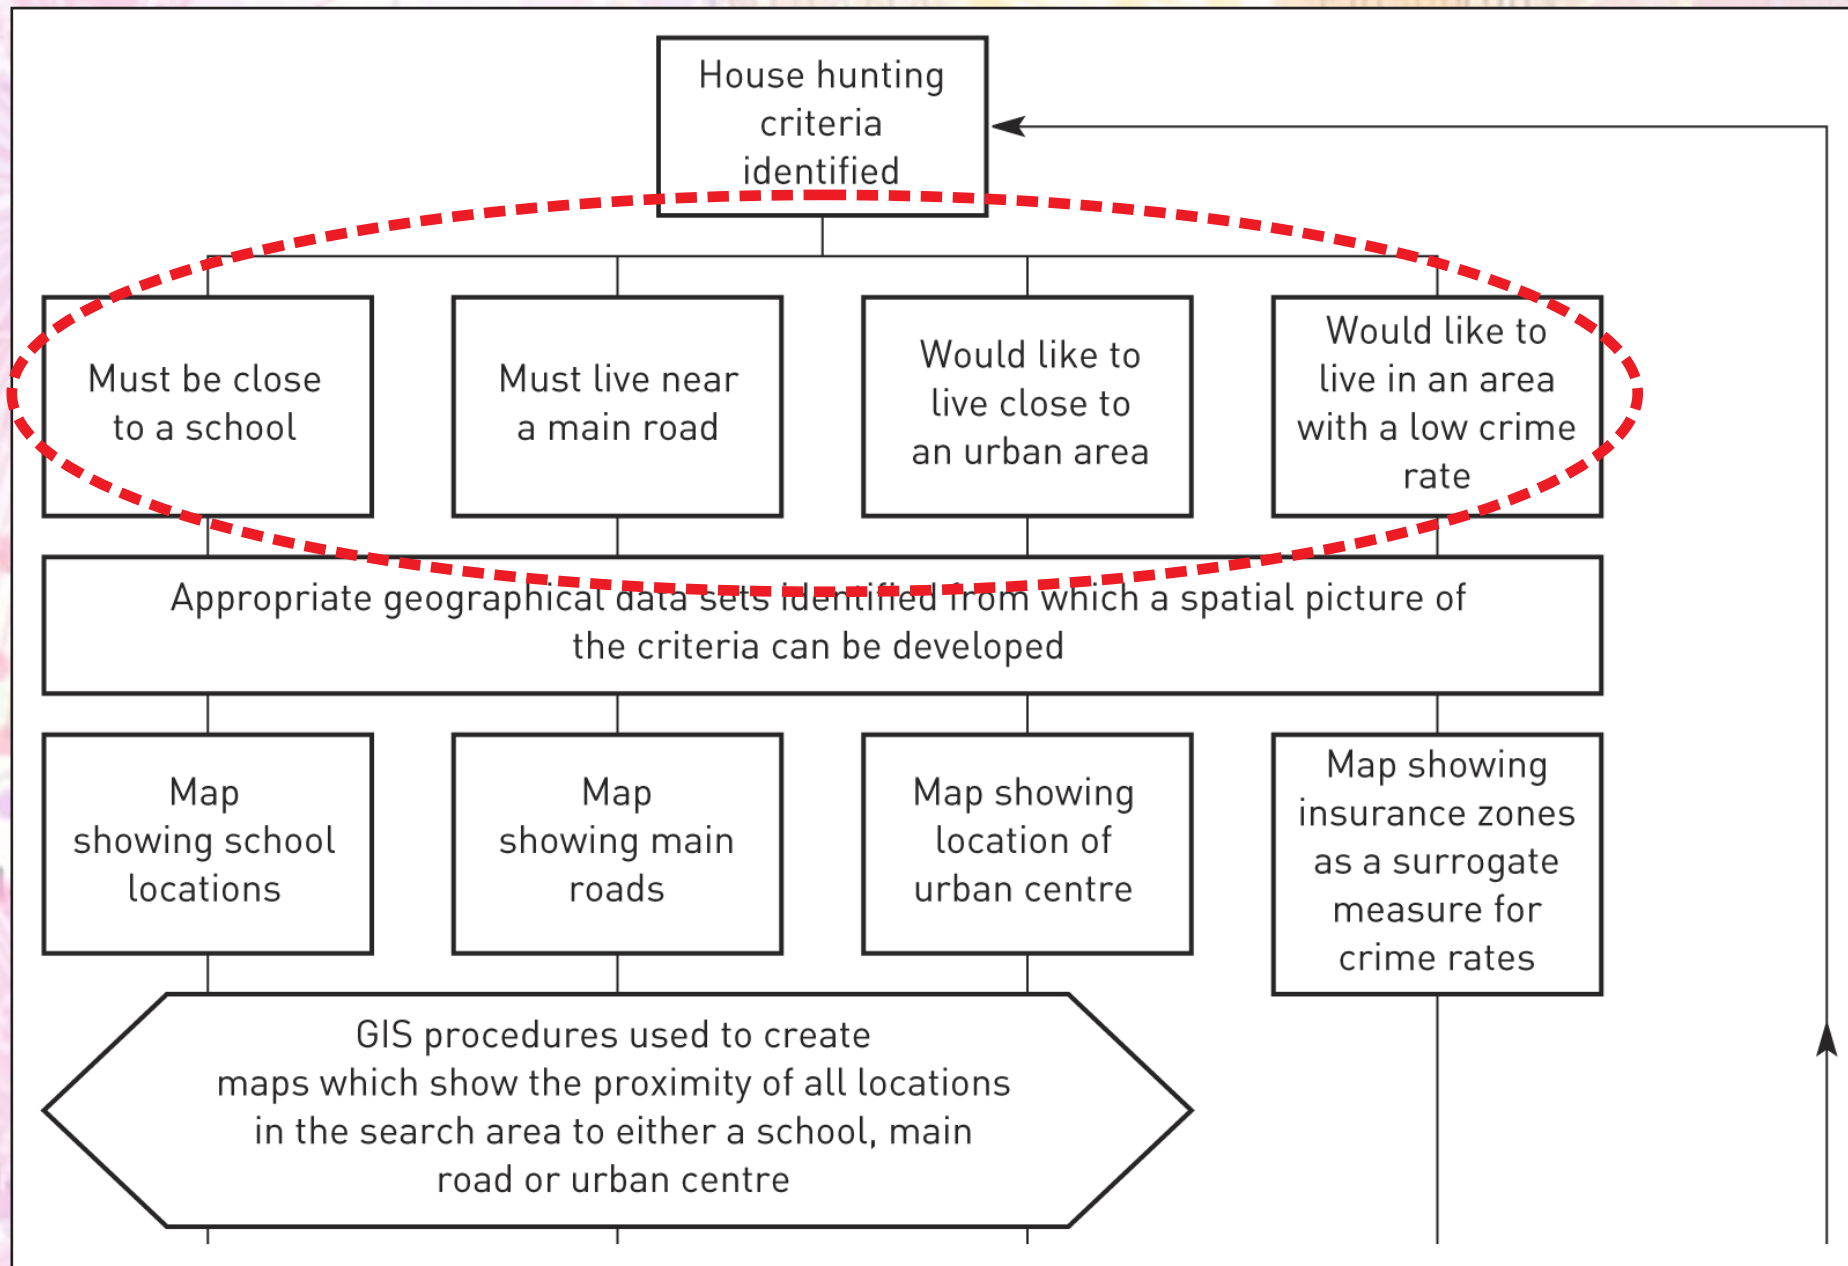 House hunting
criteria
identified
Must be close
to a school
Must live near
a main road
Would like to
live close to
an urban area
Would like to
live in an area
with a low crime
rate
Appropriate geographical data sets identified from which a spatial picture of
the criteria can be developed
Map
showing school
locations
Map
showing main
roads
Map showing
location of
urban centre
Map showing
insurance zones
as a surrogate
measure for
crime rates
GIS procedures used to create
maps which show the proximity of all locations
in the search area to either a school, main
road or urban centre